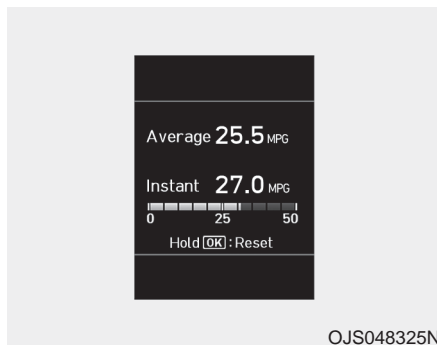 Average 25.5 MPG
Instant 27.0 MPG
0 25 50
Hold OK : Reset
OJS048325N